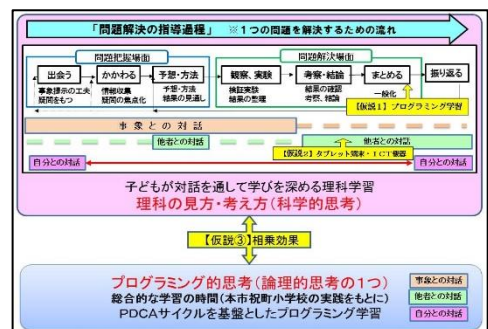 「問題解決の指導過程」 ※1つの問題を解決するための流れ
問題把握場面
問題解決場面
出会う
かかわる
予想・方法
観察、実験
考察・結論
まとめる
振り返る
事象提示の工夫
疑問をもつ
情報収集
疑問の焦点化
予想・方法
結果の見通し
検証実験
結果の整理
結果の確認
考察、結論
一般化
【仮説1】プログラミング学習
事象との対話
他者との対話
他者との対話
【仮説2】タブレット端末・ICT機器
自分との対話
自分との対話
子どもが対話を通して学びを深める理科学習
理科の見方・考え方(科学的思考)
【仮説③】相乗効果
プログラミング的思考(論理的思考の1つ)
総合的な学習の時間(本市祝町小学校の実践をもとに)
PDCAサイクルを基盤としたプログラミング学習
事象との対話
他者との対話
自分との対話